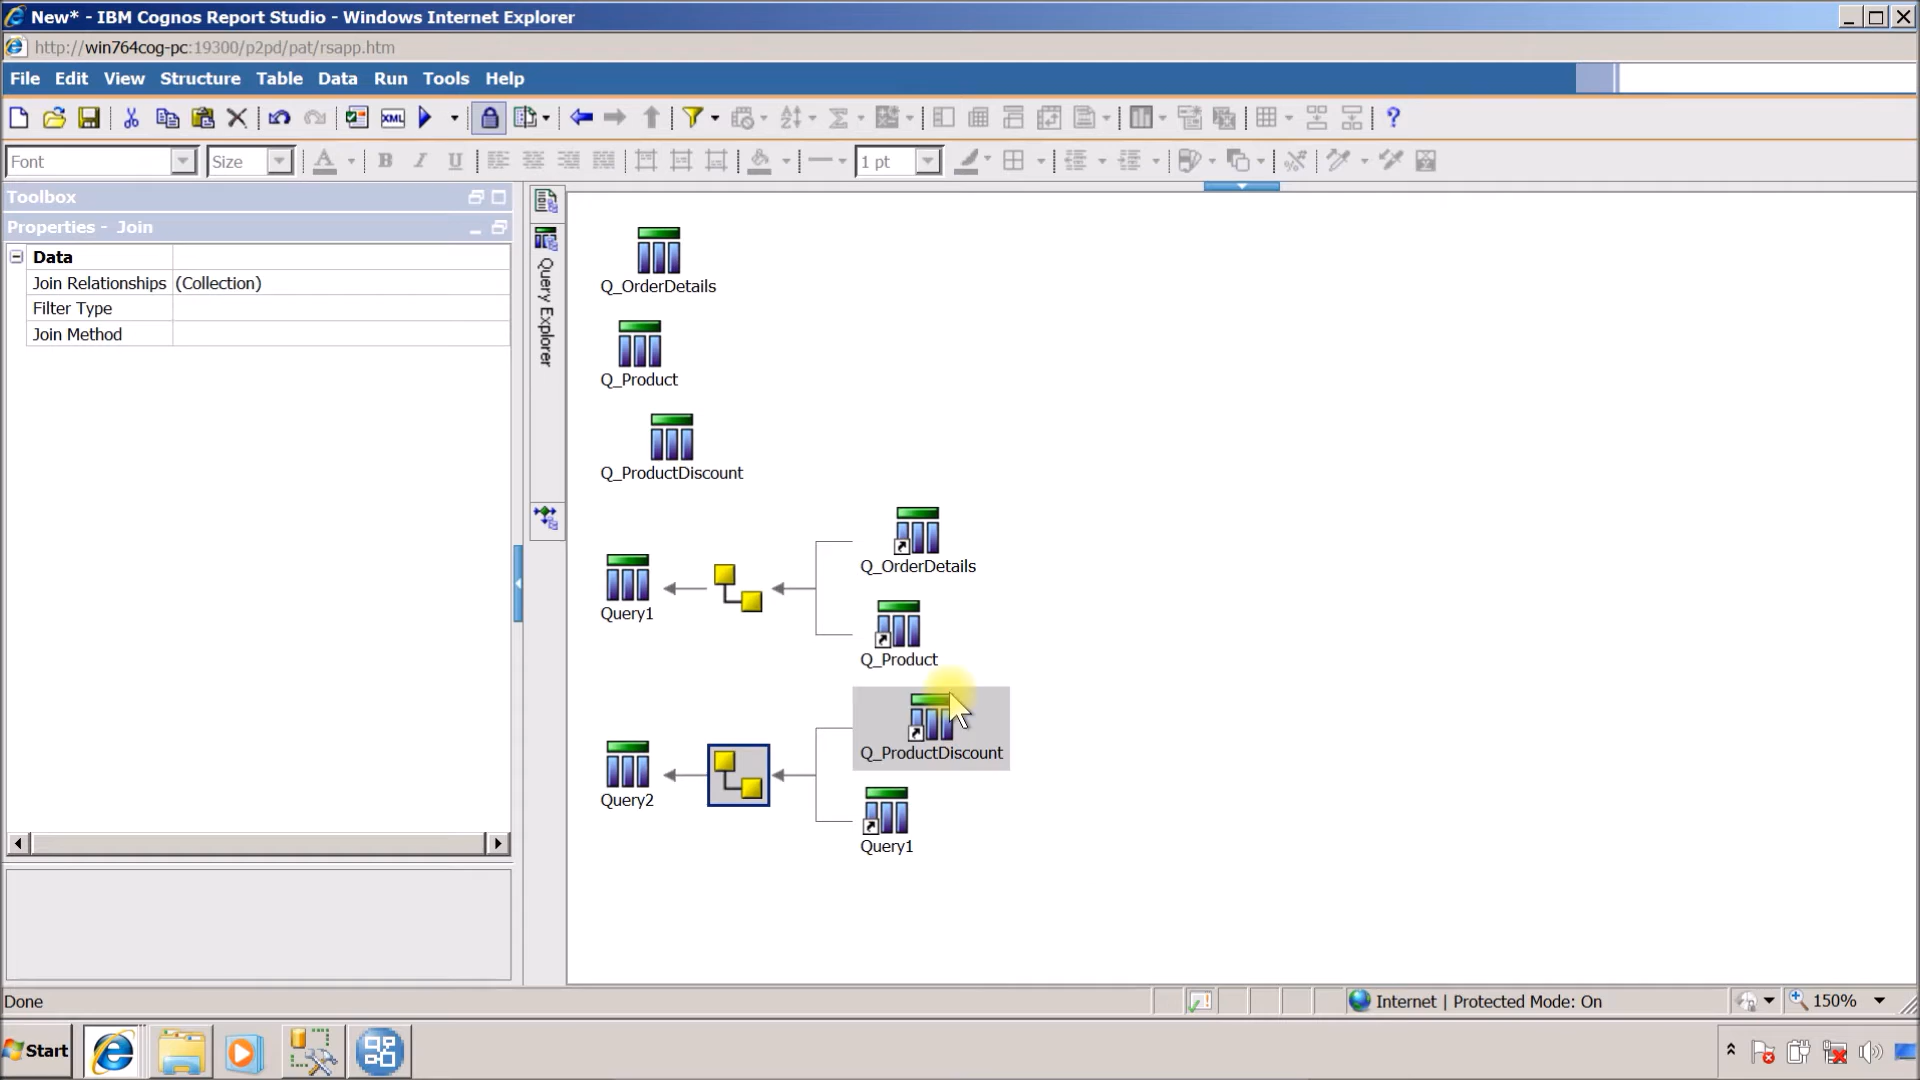 New* - IBM Cognos Report Studio - Windows Internet Explorer
http://win764cog-pc:19300/p2pd/pat/rsapp.htm
File Edit View Structure Table Data Run Tools Help
XML
Font Size A B I U 1 pt
Toolbox
Properties - Join
Data
Join Relationships (Collection)
Filter Type
Join Method
Query Explorer
Q_OrderDetails
Q_Product
Q_ProductDiscount
Q_OrderDetails
Query1
Q_Product
Q_ProductDiscount
Query2
Query1
Done Internet | Protected Mode: On 150%
Start